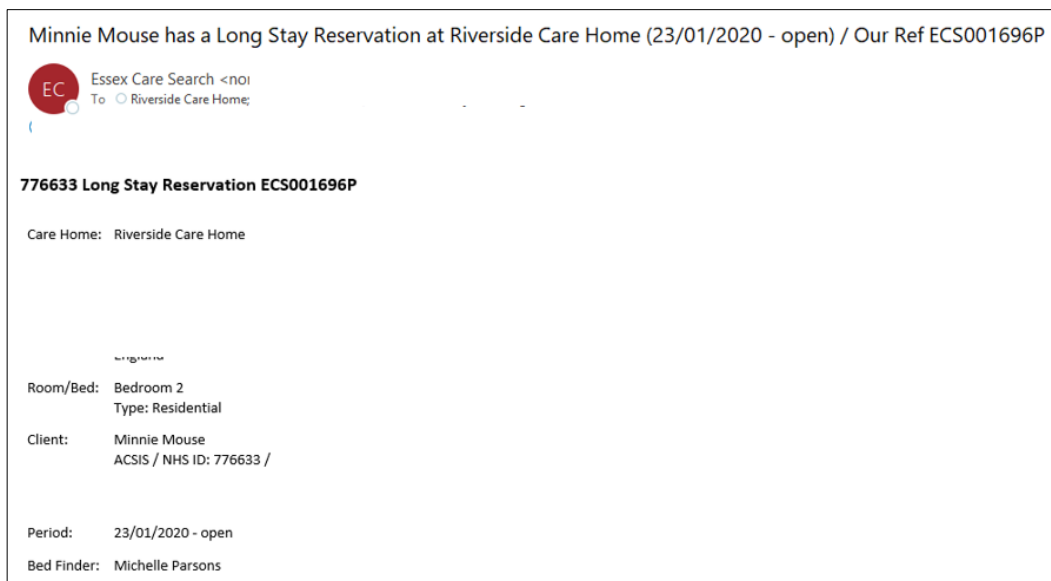 Minnie Mouse has a Long Stay Reservation at Riverside Care Home (23/01/2020 - open) / Our Ref ECS001696P
EC
Essex Care Search
To Riverside Care Home;
776633 Long Stay Reservation ECS001696P
Care Home: Riverside Care Home
Room/Bed: Bedroom 2
Type: Residential
Client: Minnie Mouse
ACSIS / NHS ID: 776633 /
Period: 23/01/2020 - open
Bed Finder: Michelle Parsons